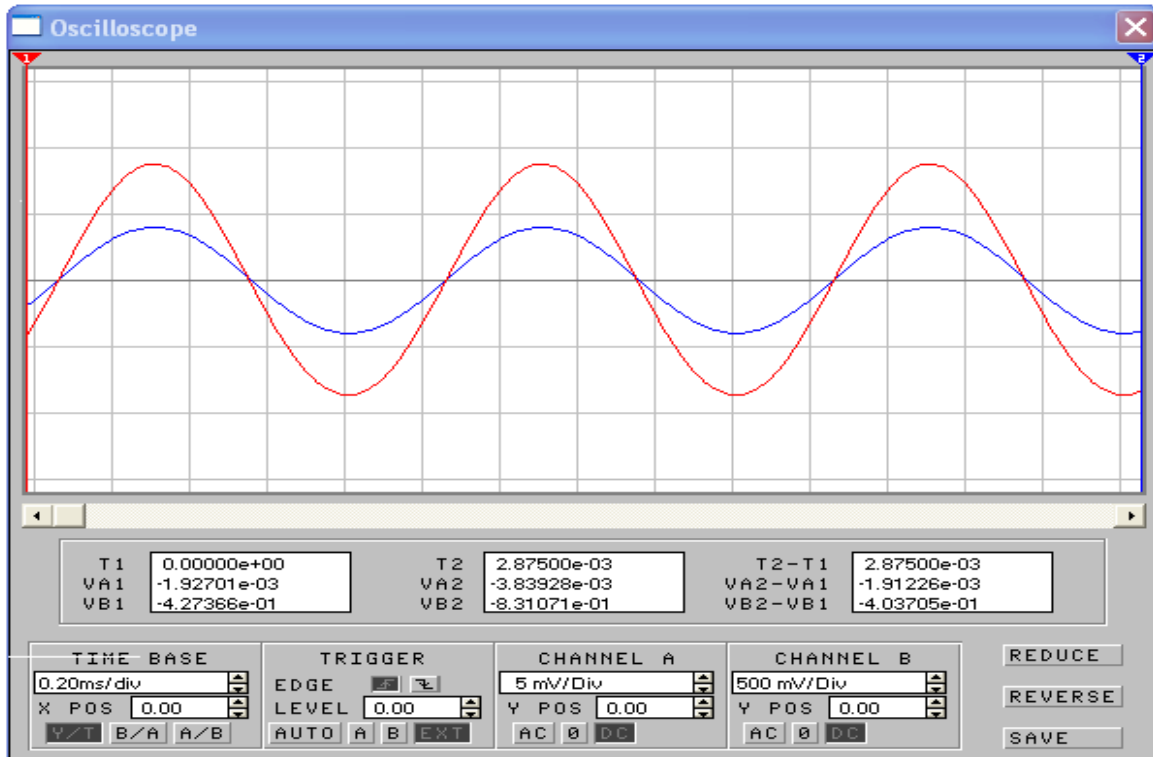 Oscilloscope
1 2
T1 0.00000e+00 T2 2.87500e-03 T2-T1 2.87500e-03
VA1 -1.92701e-03 VA2 -3.83928e-03 VA2-VA1 -1.91226e-03
VB1 -4.27366e-01 VB2 -8.31071e-01 VB2-VB1 -4.03705e-01
TIME BASE TRIGGER CHANNEL A CHANNEL B REDUCE
0.20ms/div EDGE 5 mV/Div 500 mV/Div
X POS 0.00 LEVEL 0.00 Y POS 0.00 Y POS 0.00 REVERSE
Y/T B/A A/B AUTO A B EXT AC 0 DC AC 0 DC SAVE